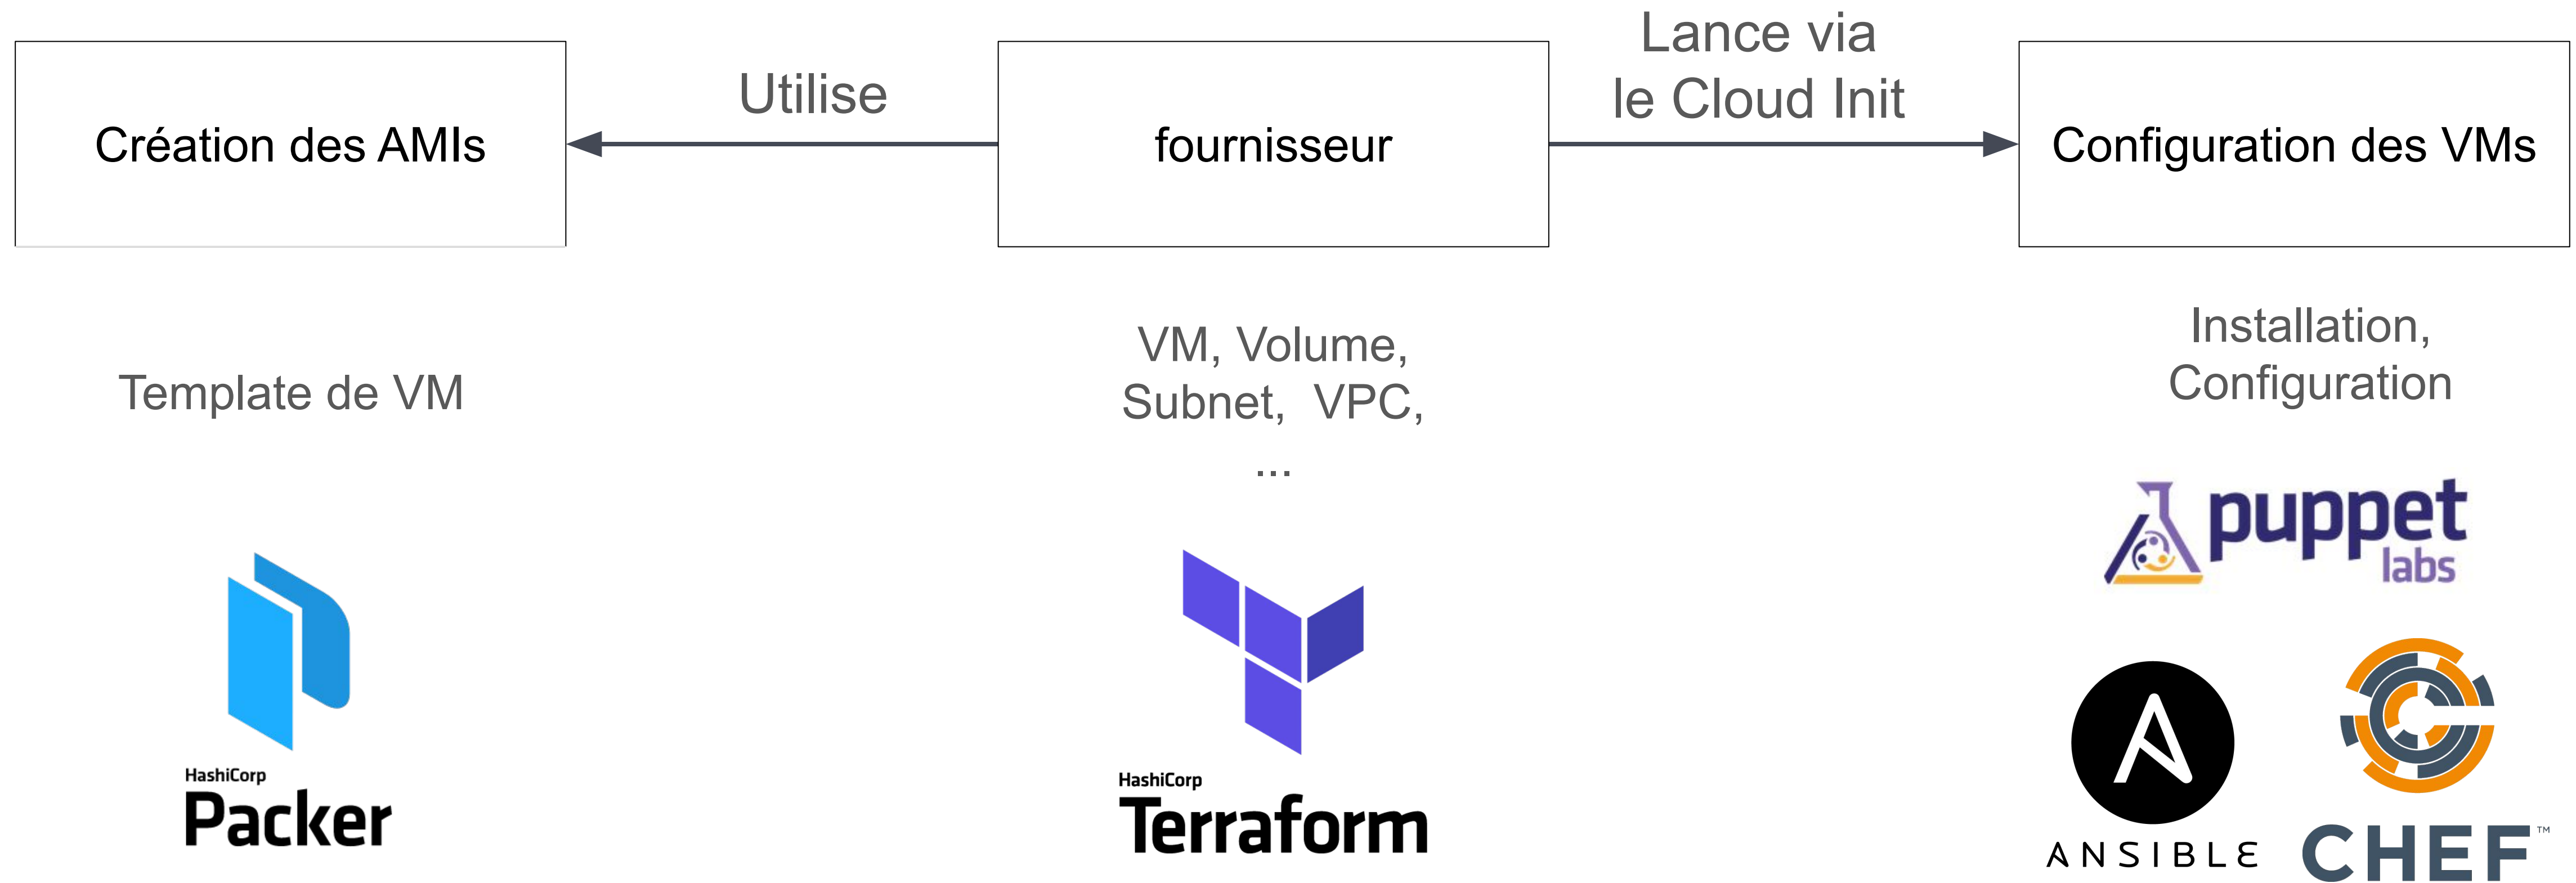 Création des AMIs
Utilise
fournisseur
Lance via
le Cloud Init
Configuration des VMs
Template de VM
VM, Volume,
Subnet,  VPC,
...
Installation,
Configuration
HashiCorp
Packer
HashiCorp
Terraform
puppet
labs
ANSIBLE
CHEF™